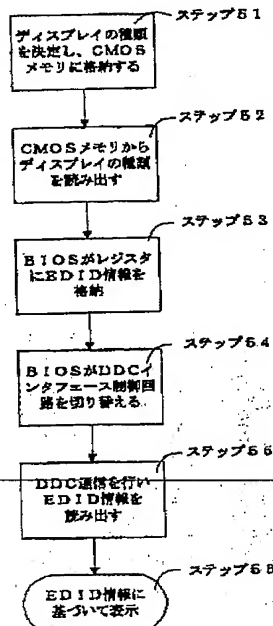 ステップ51
ディスプレイの種類
を決定し、CMOS
メモリに格納する
ステップ52
CMOSメモリから
ディスプレイの種類
を読み出す
ステップ53
BIOSがレジスタ
にEDID情報を
格納
ステップ54
BIOSがDDCイ
ンタフェース制御回
路を切り替える
ステップ56
DDC通信を行い
EDID情報を
読み出す
ステップ58
EDID情報に
基づいて表示